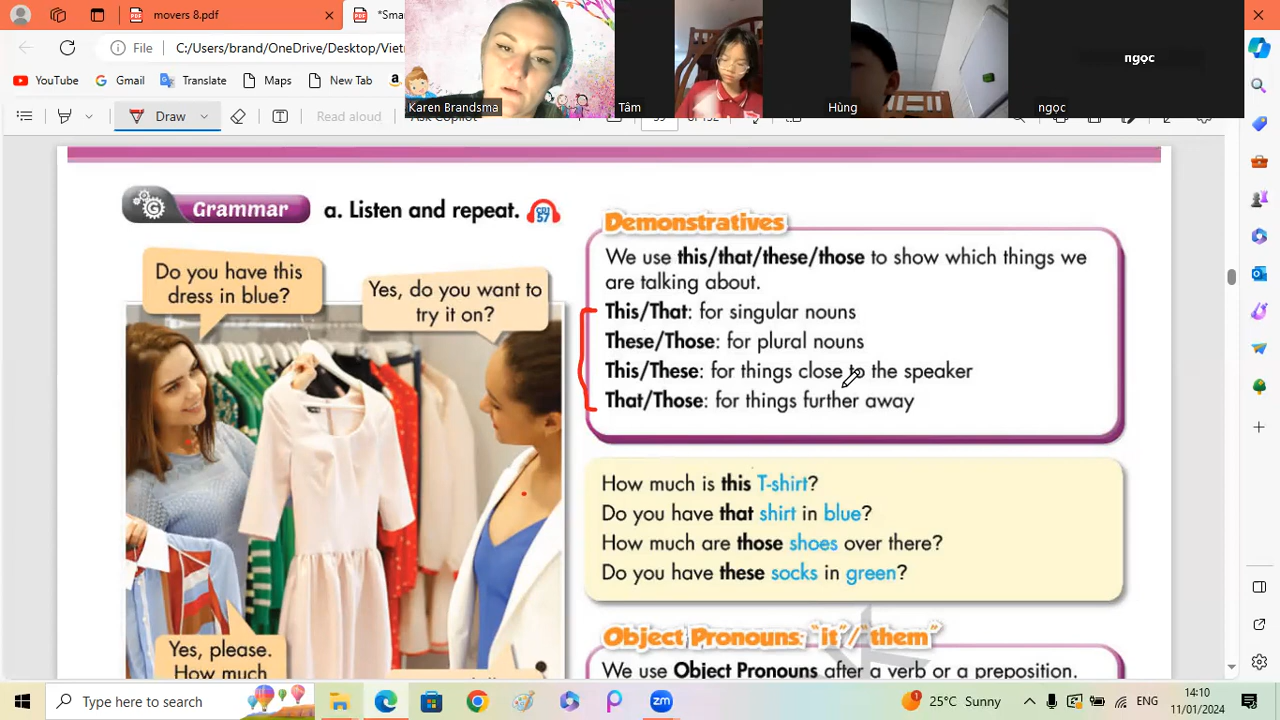 movers 8.pdf
*Sma
File
C:/Users/brand/OneDrive/Desktop/Viet
YouTube
Gmail
Translate
Maps
New Tab
Karen Brandsma
Tâm
Hùng
ngọc
ngọc
Draw
Read aloud
Ask Copilot
Grammar
a. Listen and repeat.
CD1
57
Do you have this
dress in blue?
Yes, do you want to
try it on?
Yes, please.
How much
Demonstratives
We use this/that/these/those to show which things we
are talking about.
This/That: for singular nouns
These/Those: for plural nouns
This/These: for things close to the speaker
That/Those: for things further away
How much is this T-shirt?
Do you have that shirt in blue?
How much are those shoes over there?
Do you have these socks in green?
Object Pronouns: "it"/"them"
We use Object Pronouns after a verb or a preposition.
Type here to search
1
25°C Sunny
ENG
14:10
11/01/2024